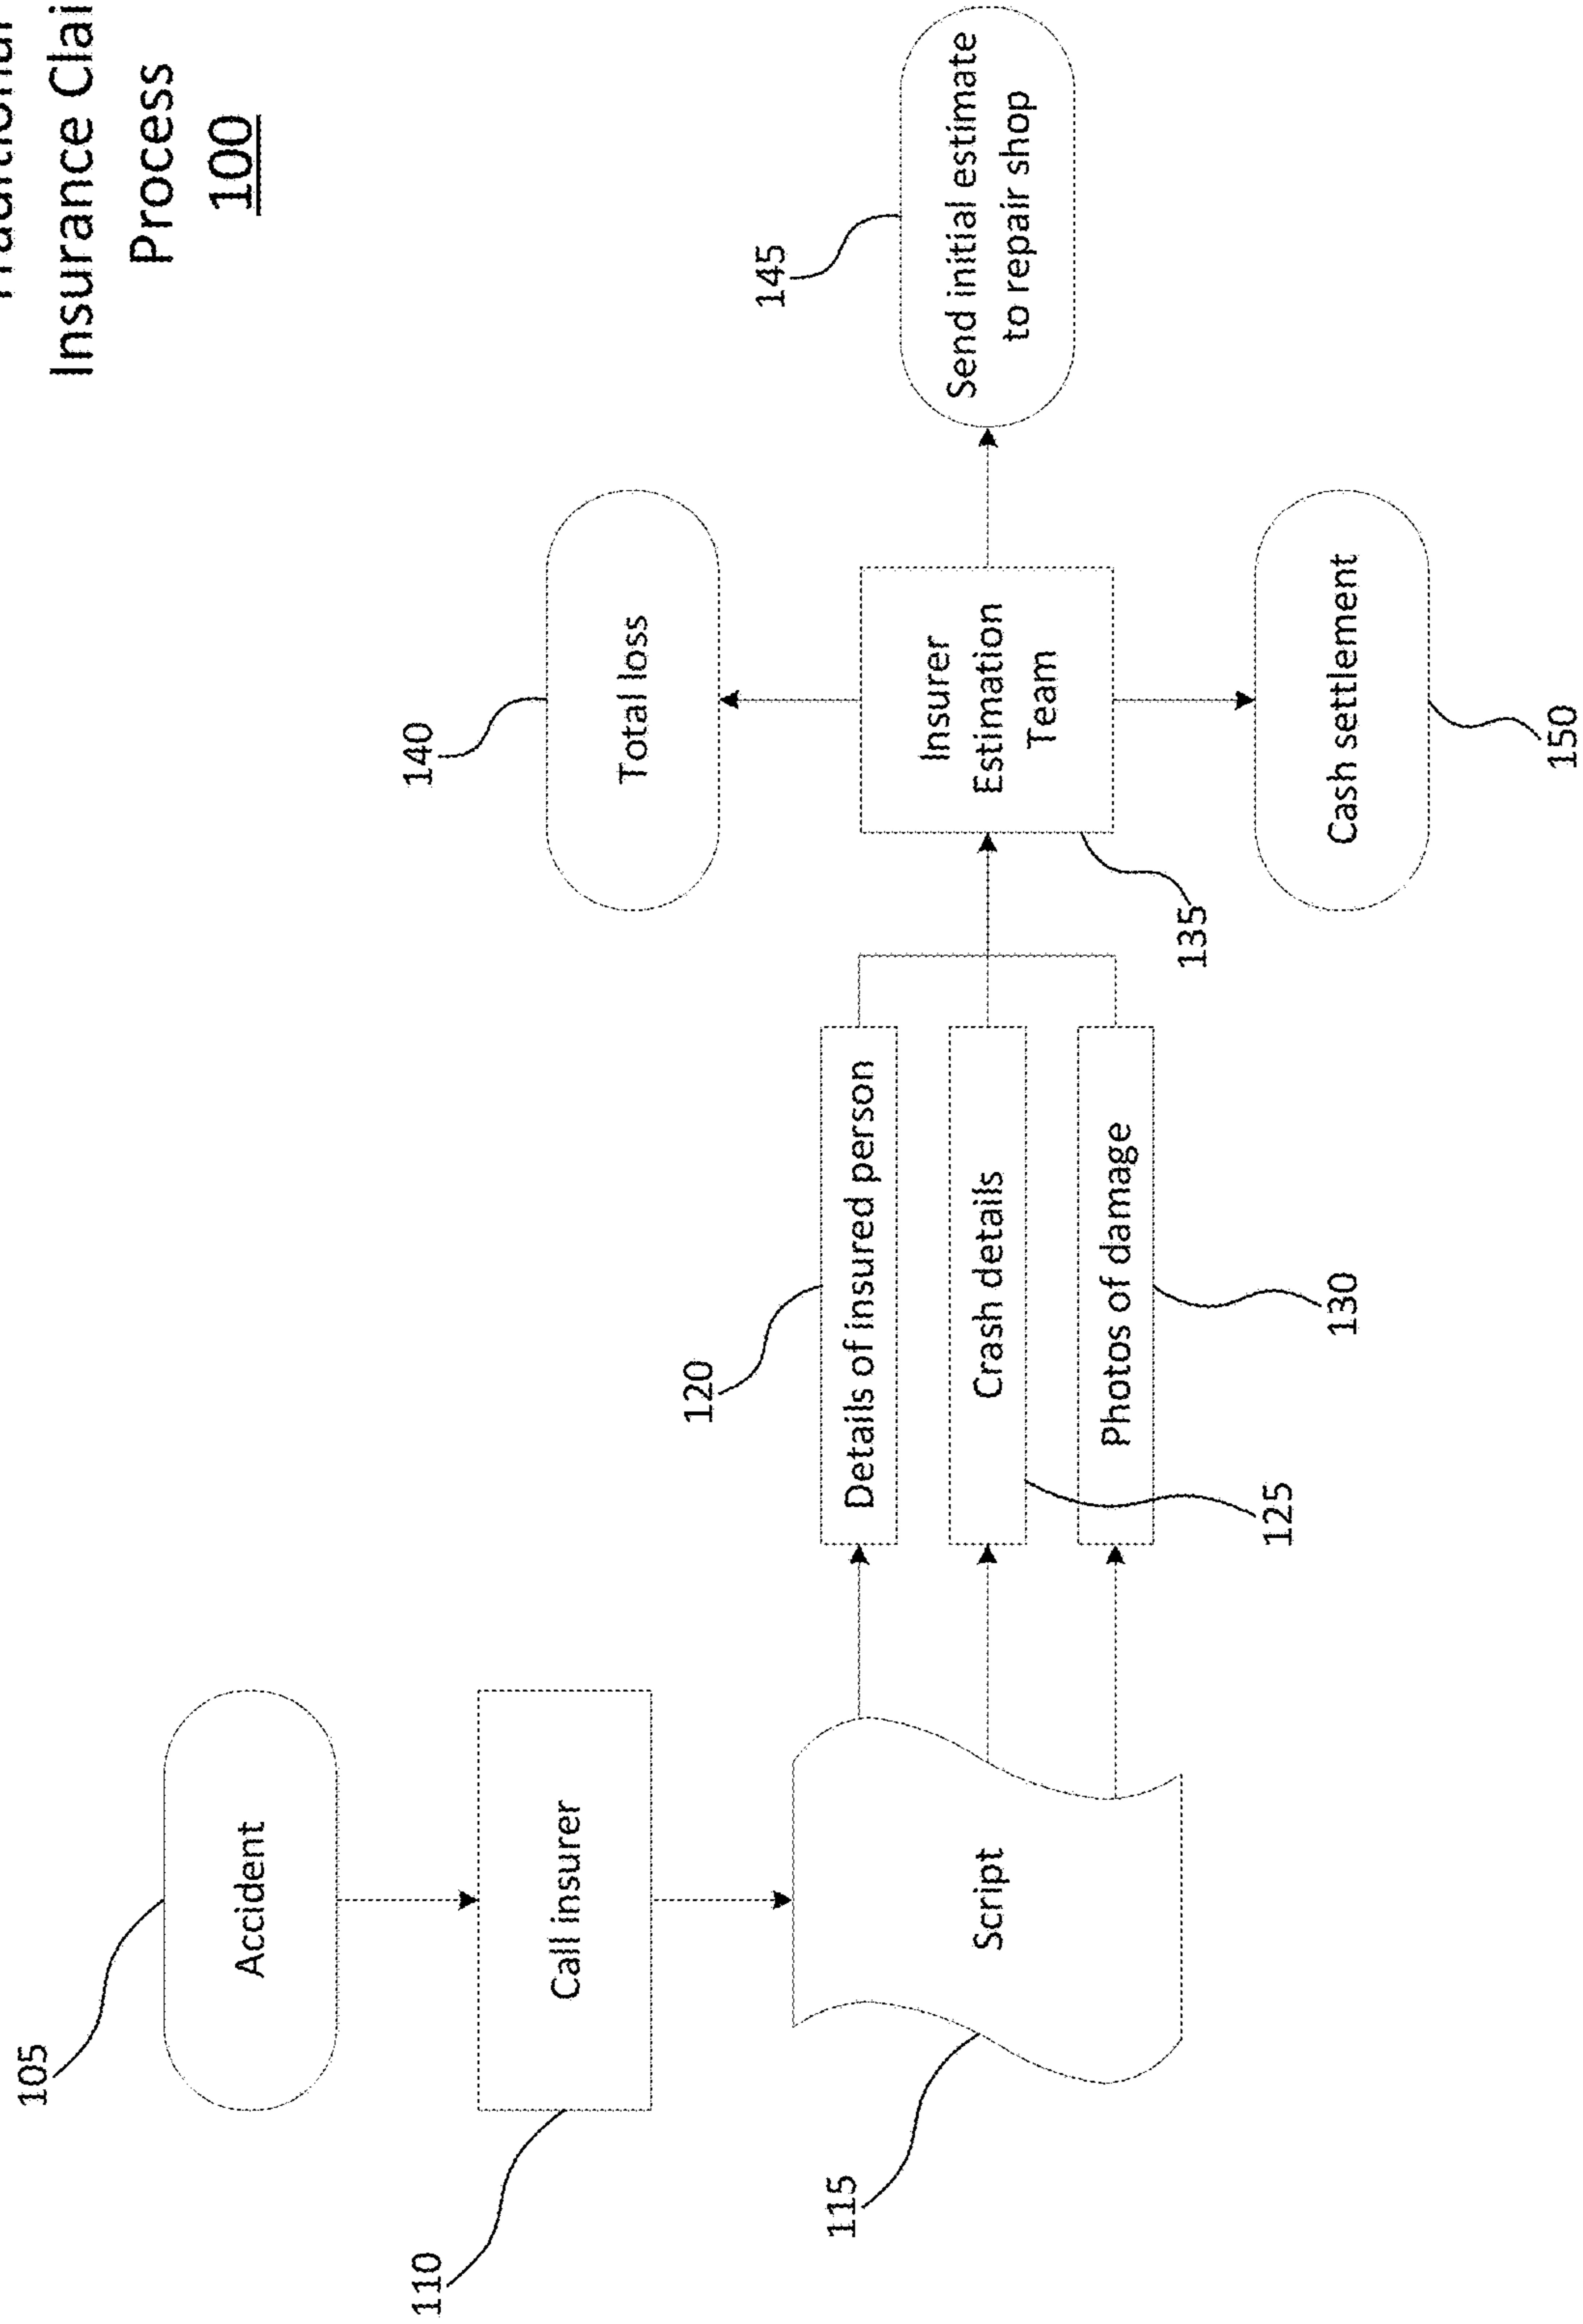 Traditional
Insurance Clai
Process
100
105
Accident
110
Call insurer
115
Script
120
Details of insured person
Crash details
125
Photos of damage
130
140
Total loss
Insurer
Estimation
Team
135
145
Send initial estimate
to repair shop
Cash settlement
150